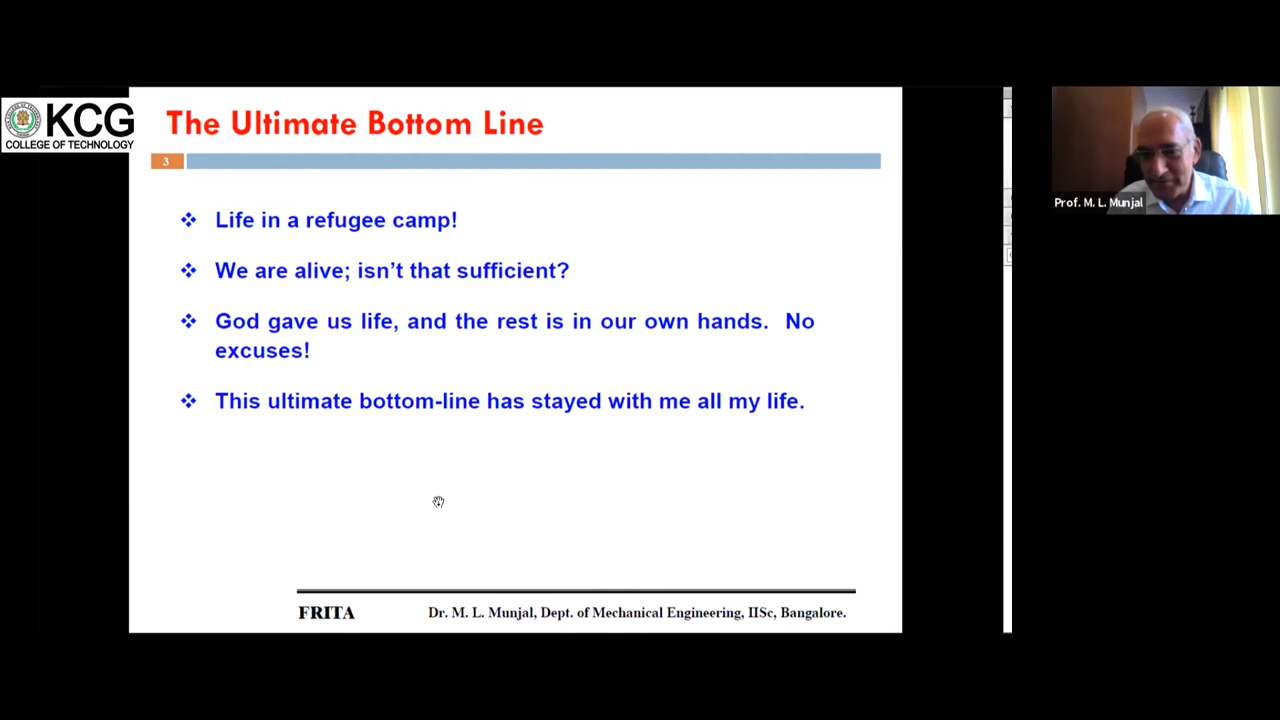 KCG
COLLEGE OF TECHNOLOGY
The Ultimate Bottom Line
3
Life in a refugee camp!
We are alive; isn't that sufficient?
God gave us life, and the rest is in our own hands. No
excuses!
This ultimate bottom-line has stayed with me all my life.
FRITA Dr. M. L. Munjal, Dept. of Mechanical Engineering, IISc, Bangalore.
Prof. M. L. Munjal